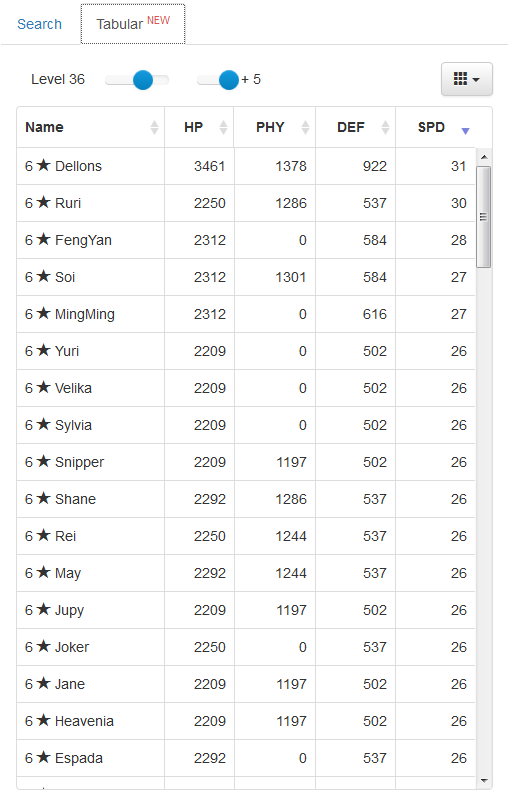 Search Tabular NEW
Level 36 + 5
Name HP PHY DEF SPD
6 ★ Dellons 3461 1378 922 31
6 ★ Ruri 2250 1286 537 30
6 ★ FengYan 2312 0 584 28
6 ★ Soi 2312 1301 584 27
6 ★ MingMing 2312 0 616 27
6 ★ Yuri 2209 0 502 26
6 ★ Velika 2209 0 502 26
6 ★ Sylvia 2209 0 502 26
6 ★ Snipper 2209 1197 502 26
6 ★ Shane 2292 1286 537 26
6 ★ Rei 2250 1244 537 26
6 ★ May 2292 1244 537 26
6 ★ Jupy 2209 1197 502 26
6 ★ Joker 2250 0 537 26
6 ★ Jane 2209 1197 502 26
6 ★ Heavenia 2209 1197 502 26
6 ★ Espada 2292 0 537 26